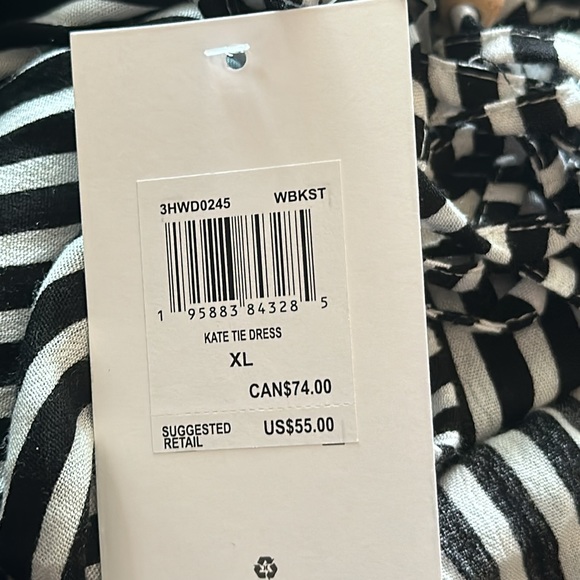 3HWD0245 WBKST
1 95883 84328 5
KATE TIE DRESS
XL
CAN$74.00
SUGGESTED RETAIL US$55.00